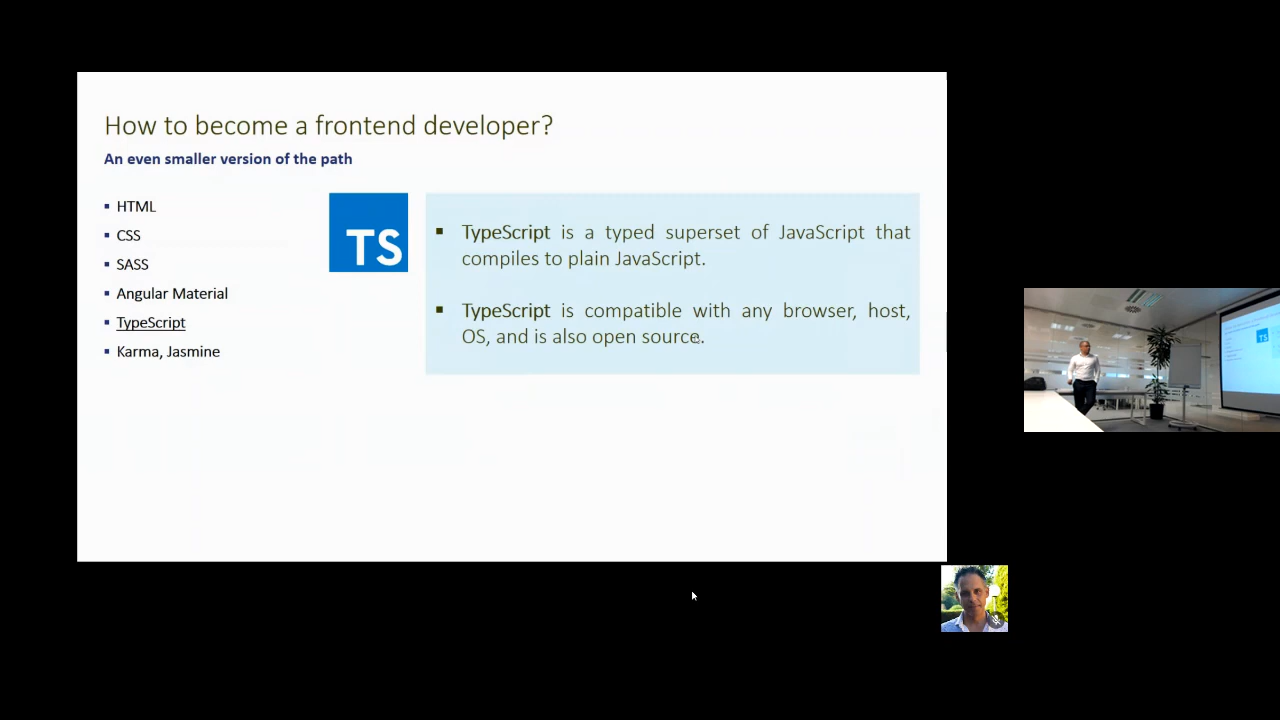 How to become a frontend developer?
An even smaller version of the path
▪ HTML
▪ CSS
▪ SASS
▪ Angular Material
▪ TypeScript
▪ Karma, Jasmine
TS
▪ TypeScript is a typed superset of JavaScript that
compiles to plain JavaScript.
▪ TypeScript is compatible with any browser, host,
OS, and is also open source.